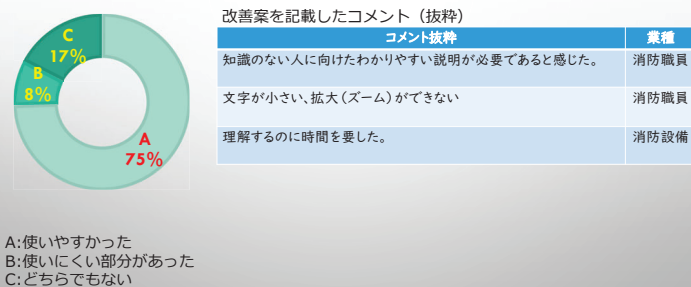 C
17%
B
8%
A
75%
改善案を記載したコメント（抜粋）
コメント抜粋 業種
知識のない人に向けたわかりやすい説明が必要であると感じた。 消防職員
文字が小さい、拡大（ズーム）ができない 消防職員
理解するのに時間を要した。 消防設備
A:使いやすかった
B:使いにくい部分があった
C:どちらでもない